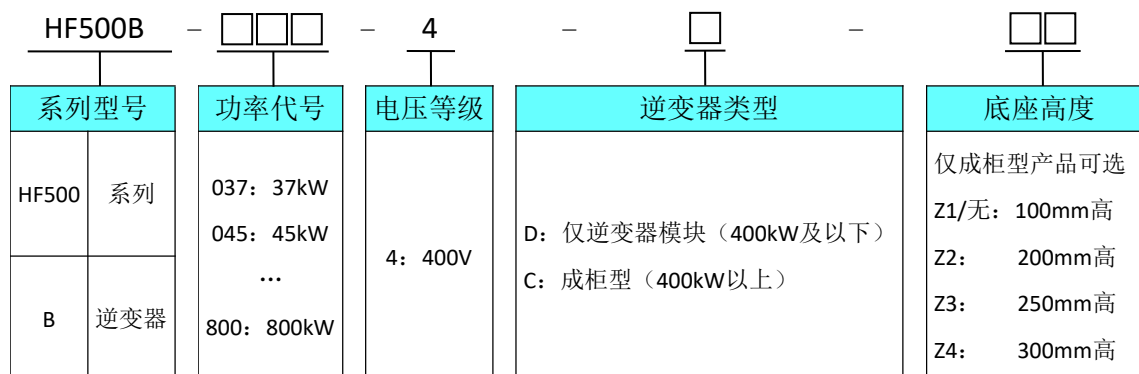 HF500B – □□□ – 4 – □ – □□
系列型号 功率代号 电压等级 逆变器类型 底座高度
HF500 系列
B 逆变器
037：37kW
045：45kW
…
800：800kW
4：400V
D：仅逆变器模块（400kW及以下）
C：成柜型（400kW以上）
仅成柜型产品可选
Z1/无：100mm高
Z2： 200mm高
Z3： 250mm高
Z4： 300mm高